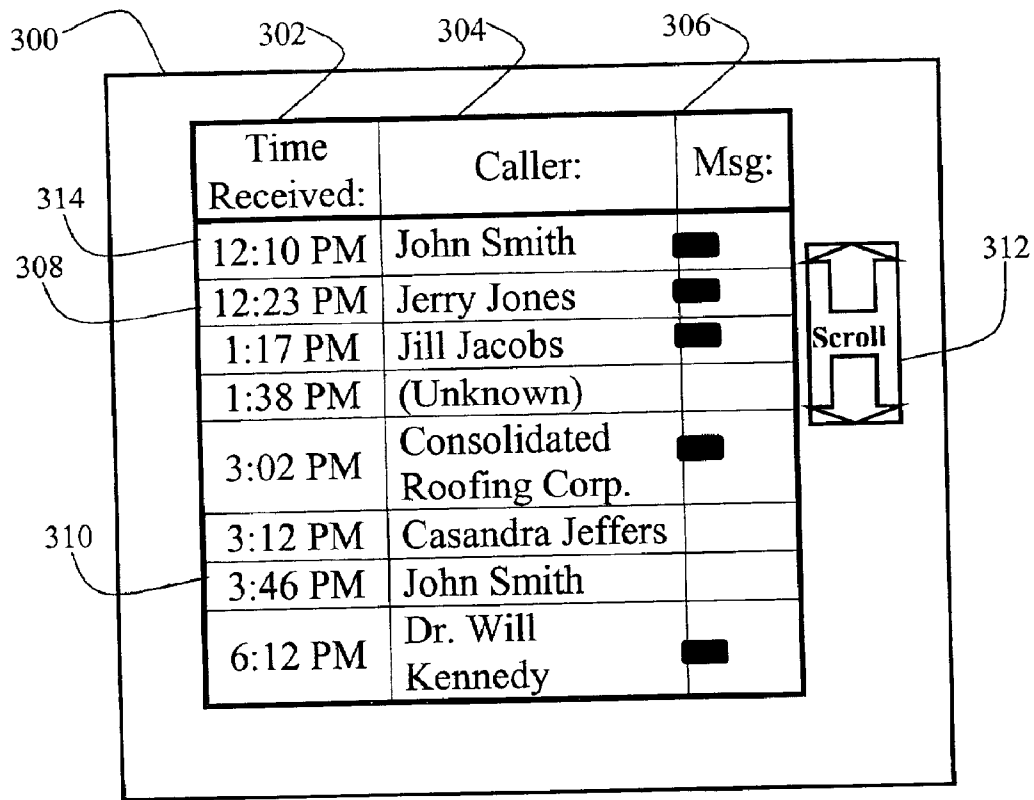 300
302
304
306
Time
Received:
Caller:
Msg:
314
12:10 PM
John Smith
308
12:23 PM
Jerry Jones
312
1:17 PM
Jill Jacobs
Scroll
1:38 PM
(Unknown)
3:02 PM
Consolidated
Roofing Corp.
310
3:12 PM
Casandra Jeffers
3:46 PM
John Smith
6:12 PM
Dr. Will
Kennedy